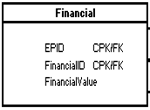 Financial
EPID CPK/FK
FinancialID CPK/FK
FinancialValue